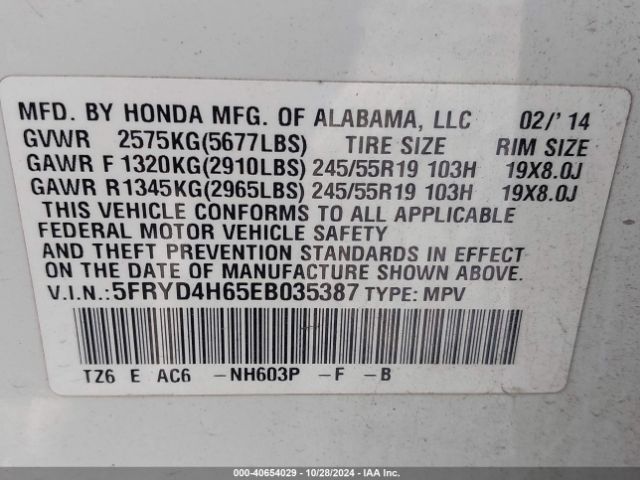 MFD. BY HONDA MFG. OF ALABAMA, LLC 02/'14
GVWR 2575KG(5677LBS) TIRE SIZE RIM SIZE
GAWR F 1320KG(2910LBS) 245/55R19 103H 19X8.0J
GAWR R1345KG(2965LBS) 245/55R19 103H 19X8.0J
THIS VEHICLE CONFORMS TO ALL APPLICABLE
FEDERAL MOTOR VEHICLE SAFETY
AND THEFT PREVENTION STANDARDS IN EFFECT
ON THE DATE OF MANUFACTURE SHOWN ABOVE.
V.I.N.:5FRYD4H65EB035387 TYPE: MPV
TZ6 E AC6 -NH603P -F -B
000-40654029 | 10/28/2024 | IAA Inc.